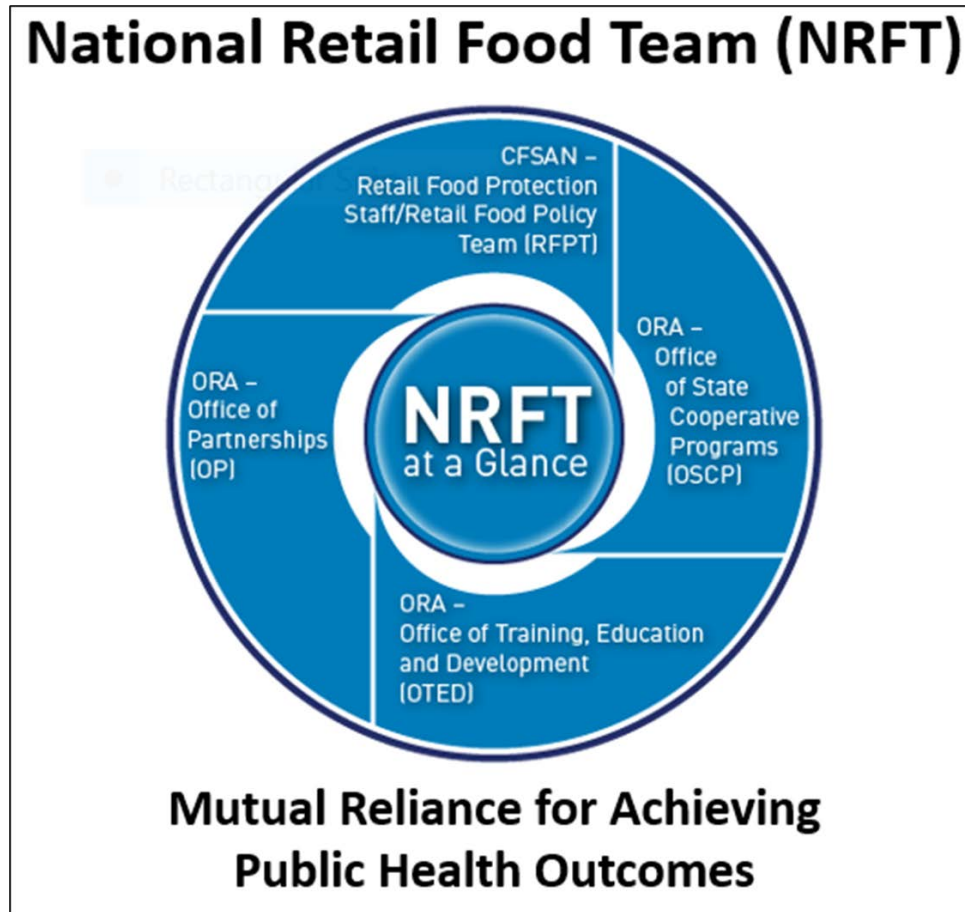 National Retail Food Team (NRFT)
CFSAN –
Retail Food Protection
Staff/Retail Food Policy
Team (RFPT)
ORA –
Office
of State
Cooperative
Programs
(OSCP)
ORA –
Office of
Partnerships
(OP)
NRFT
at a Glance
ORA –
Office of Training, Education
and Development
(OTED)
Mutual Reliance for Achieving
Public Health Outcomes